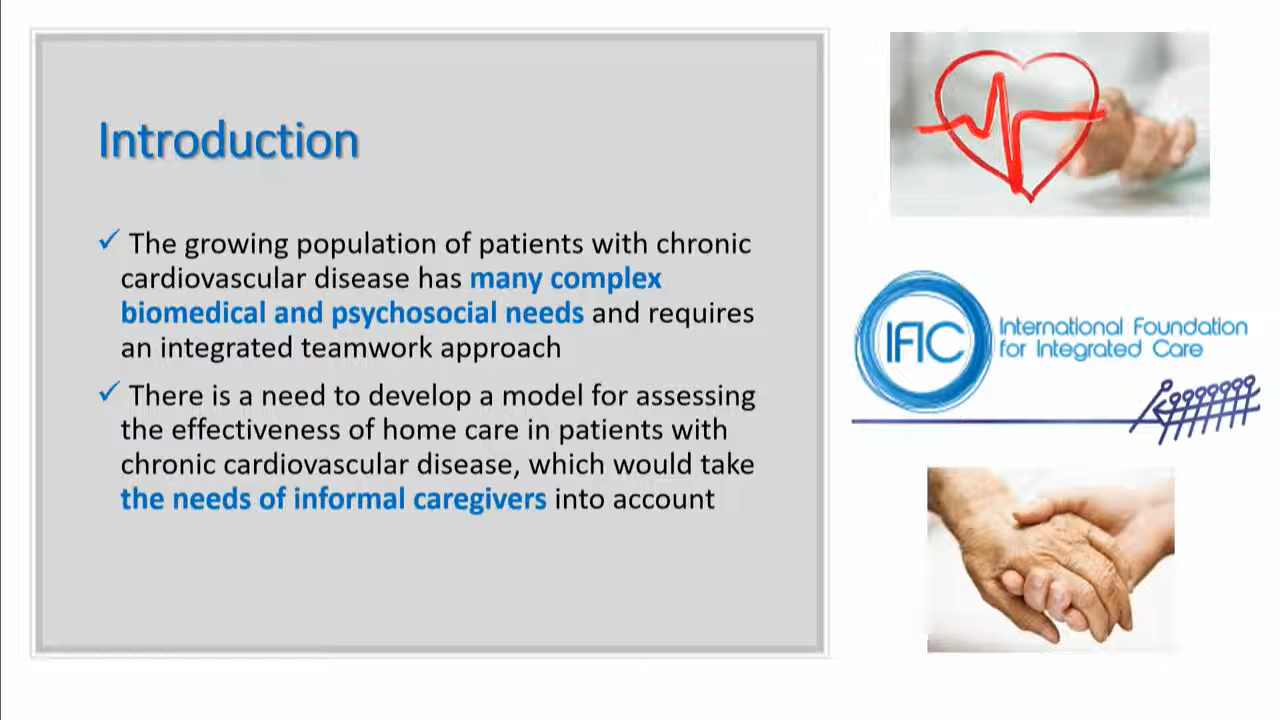 Introduction
✓ The growing population of patients with chronic
cardiovascular disease has many complex
biomedical and psychosocial needs and requires
an integrated teamwork approach
✓ There is a need to develop a model for assessing
the effectiveness of home care in patients with
chronic cardiovascular disease, which would take
the needs of informal caregivers into account
IFIC
International Foundation
for Integrated Care